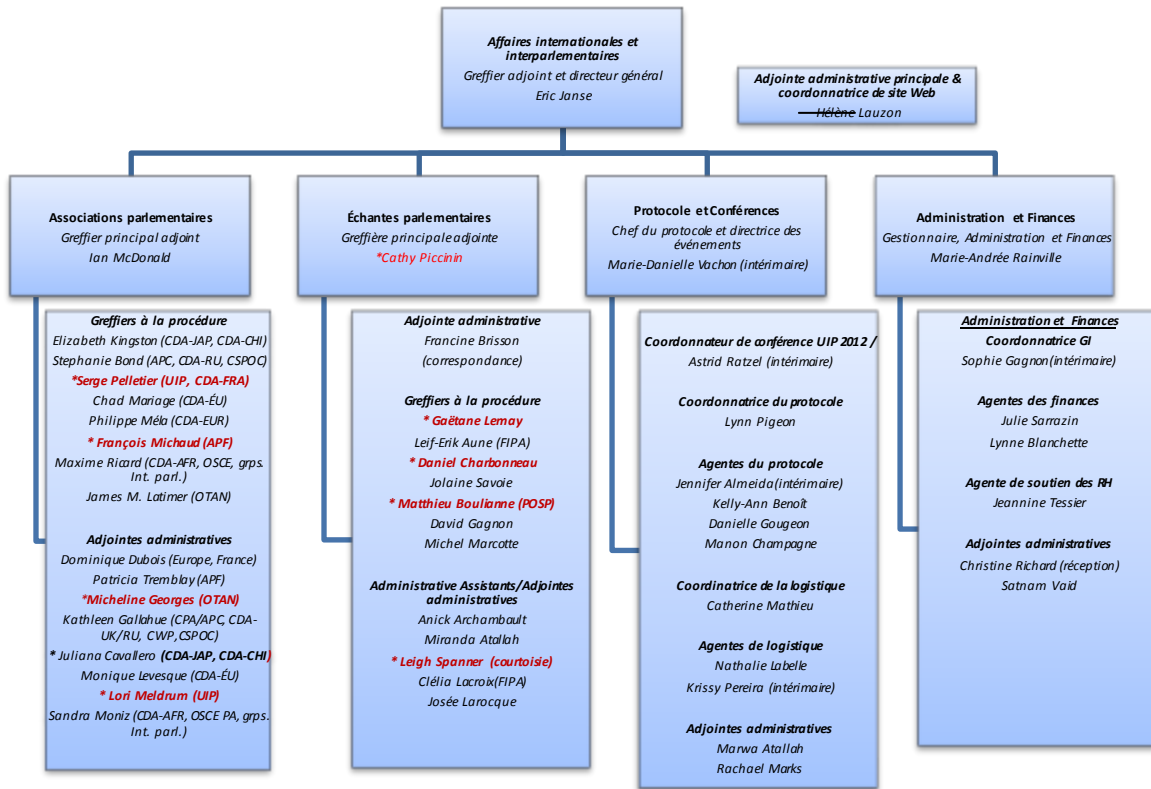 Affaires internationales et
interparlementaires
Greffier adjoint et directeur général
Eric Janse
Adjointe administrative principale &
coordonnatrice de site Web
Hélène Lauzon
Associations parlementaires
Greffier principal adjoint
Ian McDonald
Échantes parlementaires
Greffière principale adjointe
*Cathy Piccinin
Protocole et Conférences
Chef du protocole et directrice des
événements
Marie-Danielle Vachon (intérimaire)
Administration et Finances
Gestionnaire, Administration et Finances
Marie-Andrée Rainville
Greffiers à la procédure
Elizabeth Kingston (CDA-JAP, CDA-CHI)
Stephanie Bond (APC, CDA-RU, CSPOC)
*Serge Pelletier (UIP, CDA-FRA)
Chad Mariage (CDA-ÉU)
Philippe Méla (CDA-EUR)
* François Michaud (APF)
Maxime Ricard (CDA-AFR, OSCE, grps.
Int. parl.)
James M. Latimer (OTAN)
Adjointes administratives
Dominique Dubois (Europe, France)
Patricia Tremblay (APF)
*Micheline Georges (OTAN)
Kathleen Gallahue (CPA/APC, CDA-
UK/RU, CWP,CSPOC)
* Juliana Cavallero (CDA-JAP, CDA-CHI)
Monique Levesque (CDA-ÉU)
* Lori Meldrum (UIP)
Sandra Moniz (CDA-AFR, OSCE PA, grps.
Int. parl.)
Adjointe administrative
Francine Brisson
(correspondance)
Greffiers à la procédure
* Gaëtane Lemay
Leif-Erik Aune (FIPA)
* Daniel Charbonneau
Jolaine Savoie
* Matthieu Boulianne (POSP)
David Gagnon
Michel Marcotte
Administrative Assistants/Adjointes
administratives
Anick Archambault
Miranda Atallah
* Leigh Spanner (courtoisie)
Clélia Lacroix(FIPA)
Josée Larocque
Coordonnateur de conférence UIP 2012 /
Astrid Ratzel (intérimaire)
Coordonnatrice du protocole
Lynn Pigeon
Agentes du protocole
Jennifer Almeida (intérimaire)
Kelly-Ann Benoît
Danielle Gougeon
Manon Champagne
Coordinatrice de la logistique
Catherine Mathieu
Agentes de logistique
Nathalie Labelle
Krissy Pereira (intérimaire)
Adjointes administratives
Marwa Atallah
Rachael Marks
Administration et Finances
Coordonnatrice GI
Sophie Gagnon(intérimaire)
Agentes des finances
Julie Sarrazin
Lynne Blanchette
Agente de soutien des RH
Jeannine Tessier
Adjointes administratives
Christine Richard (réception)
Satnam Vaid